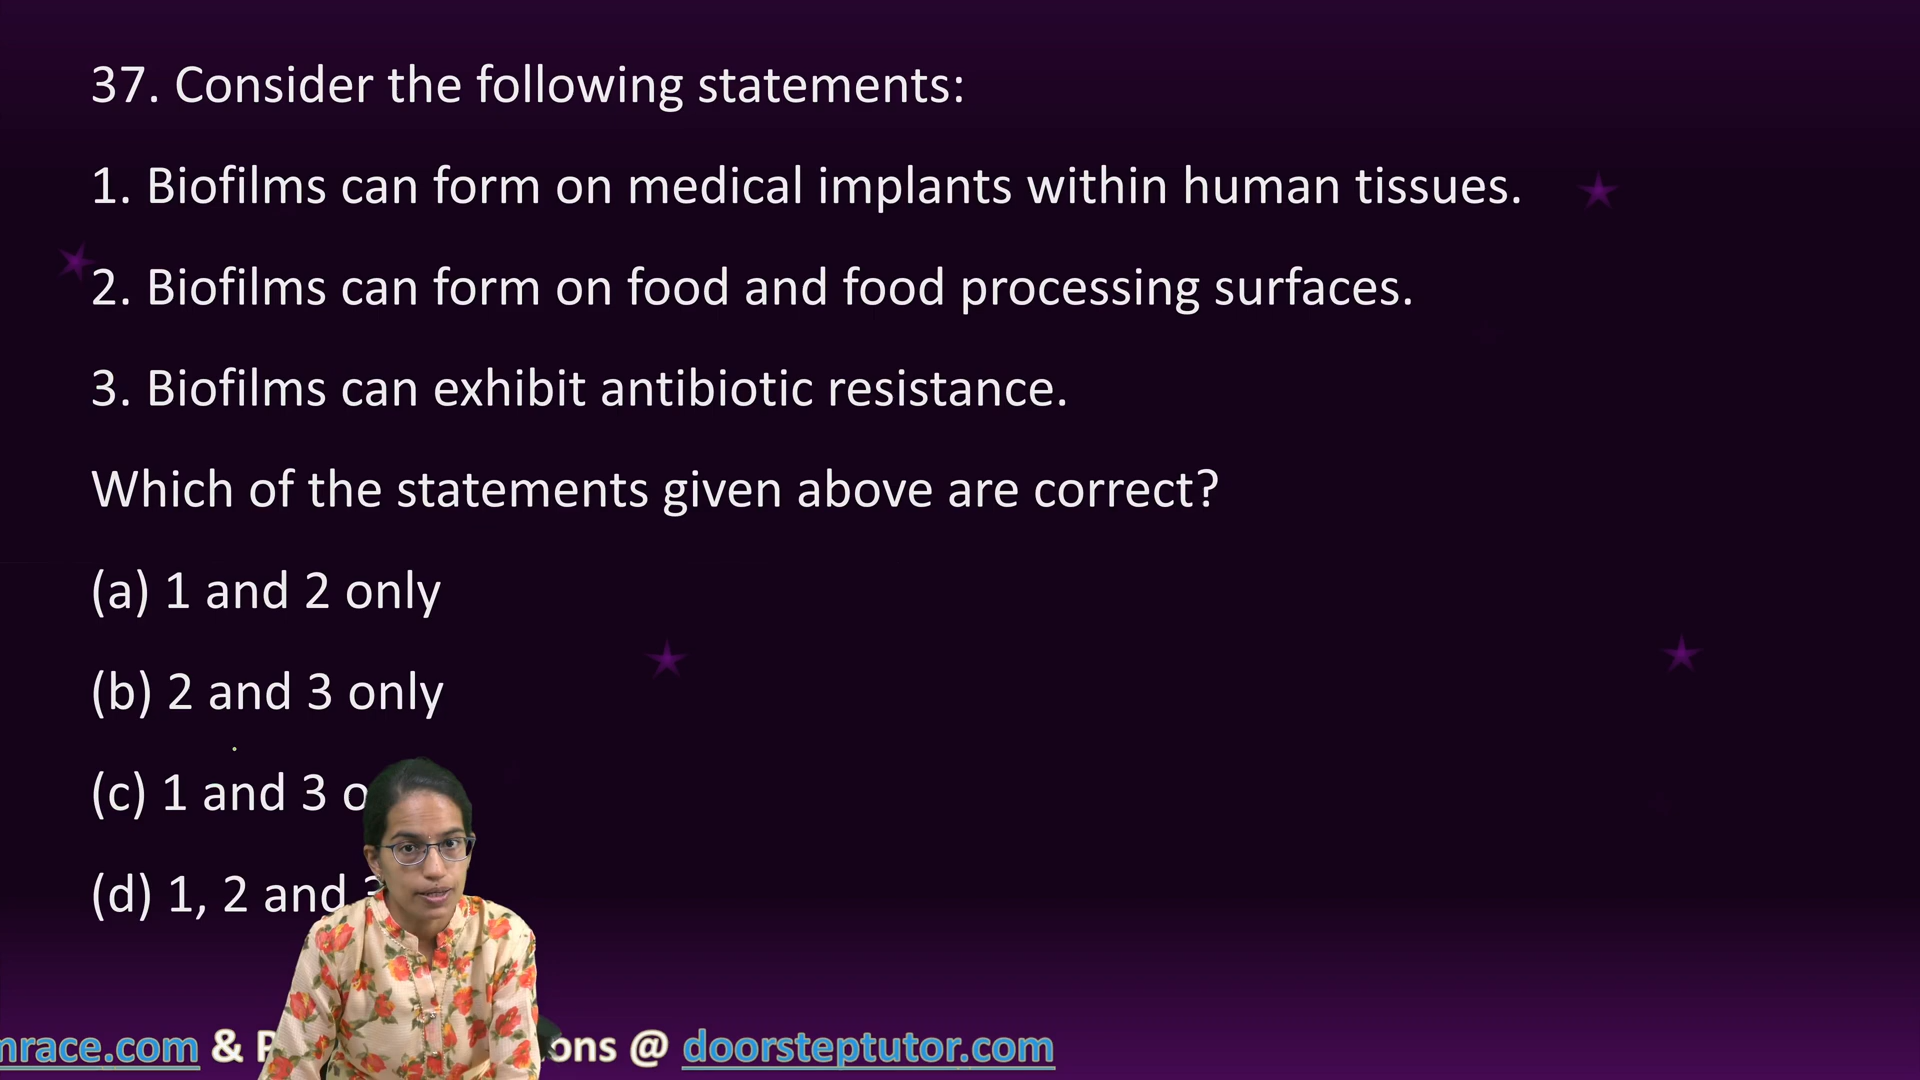 37. Consider the following statements:
1. Biofilms can form on medical implants within human tissues.
2. Biofilms can form on food and food processing surfaces.
3. Biofilms can exhibit antibiotic resistance.
Which of the statements given above are correct?
(a) 1 and 2 only
(b) 2 and 3 only
(c) 1 and 3
(d) 1, 2 and
nrace.com & ons @ doorsteptutor.com